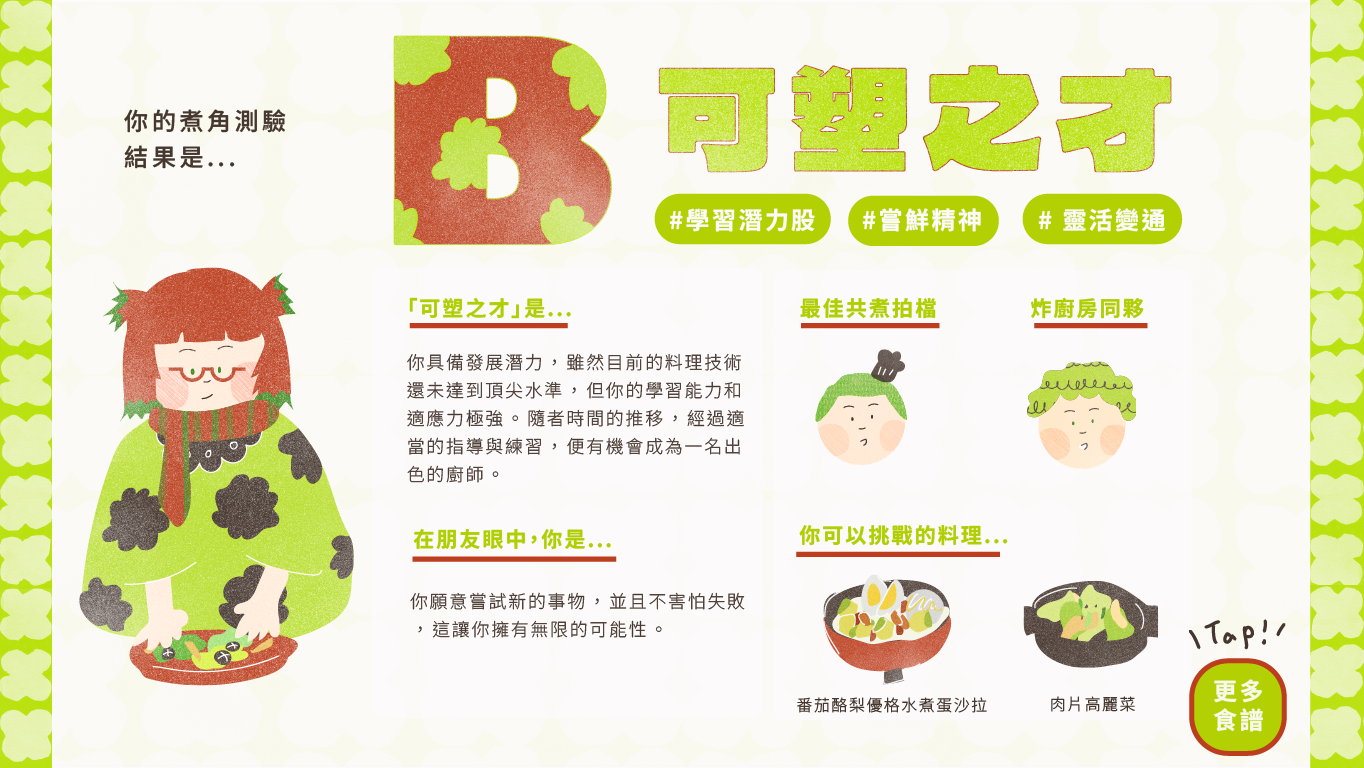 你的煮角測驗
結果是...
B
可塑之才
#學習潛力股
#嘗鮮精神
# 靈活變通
「可塑之才」是...
你具備發展潛力，雖然目前的料理技術
還未達到頂尖水準，但你的學習能力和
適應力極強。隨者時間的推移，經過適
當的指導與練習，便有機會成為一名出
色的廚師。
在朋友眼中，你是...
你願意嘗試新的事物，並且不害怕失敗
，這讓你擁有無限的可能性。
最佳共煮拍檔
炸廚房同夥
你可以挑戰的料理...
番茄酪梨優格水煮蛋沙拉
肉片高麗菜
Tap!
更多
食譜